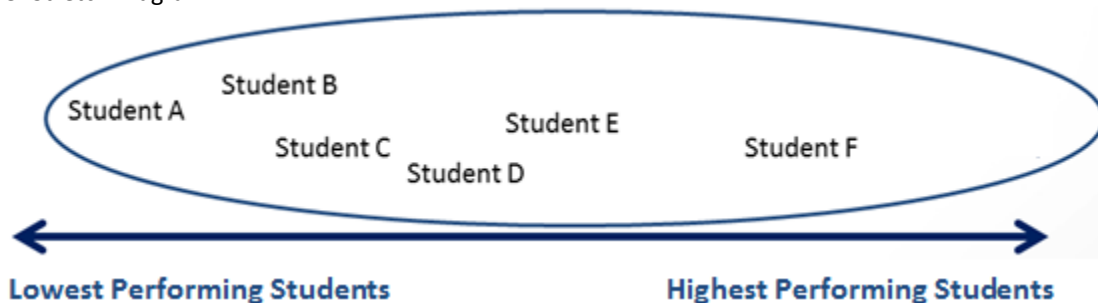 Student B
Student A
Student E
Student C
Student F
Student D
Lowest Performing Students
Highest Performing Students